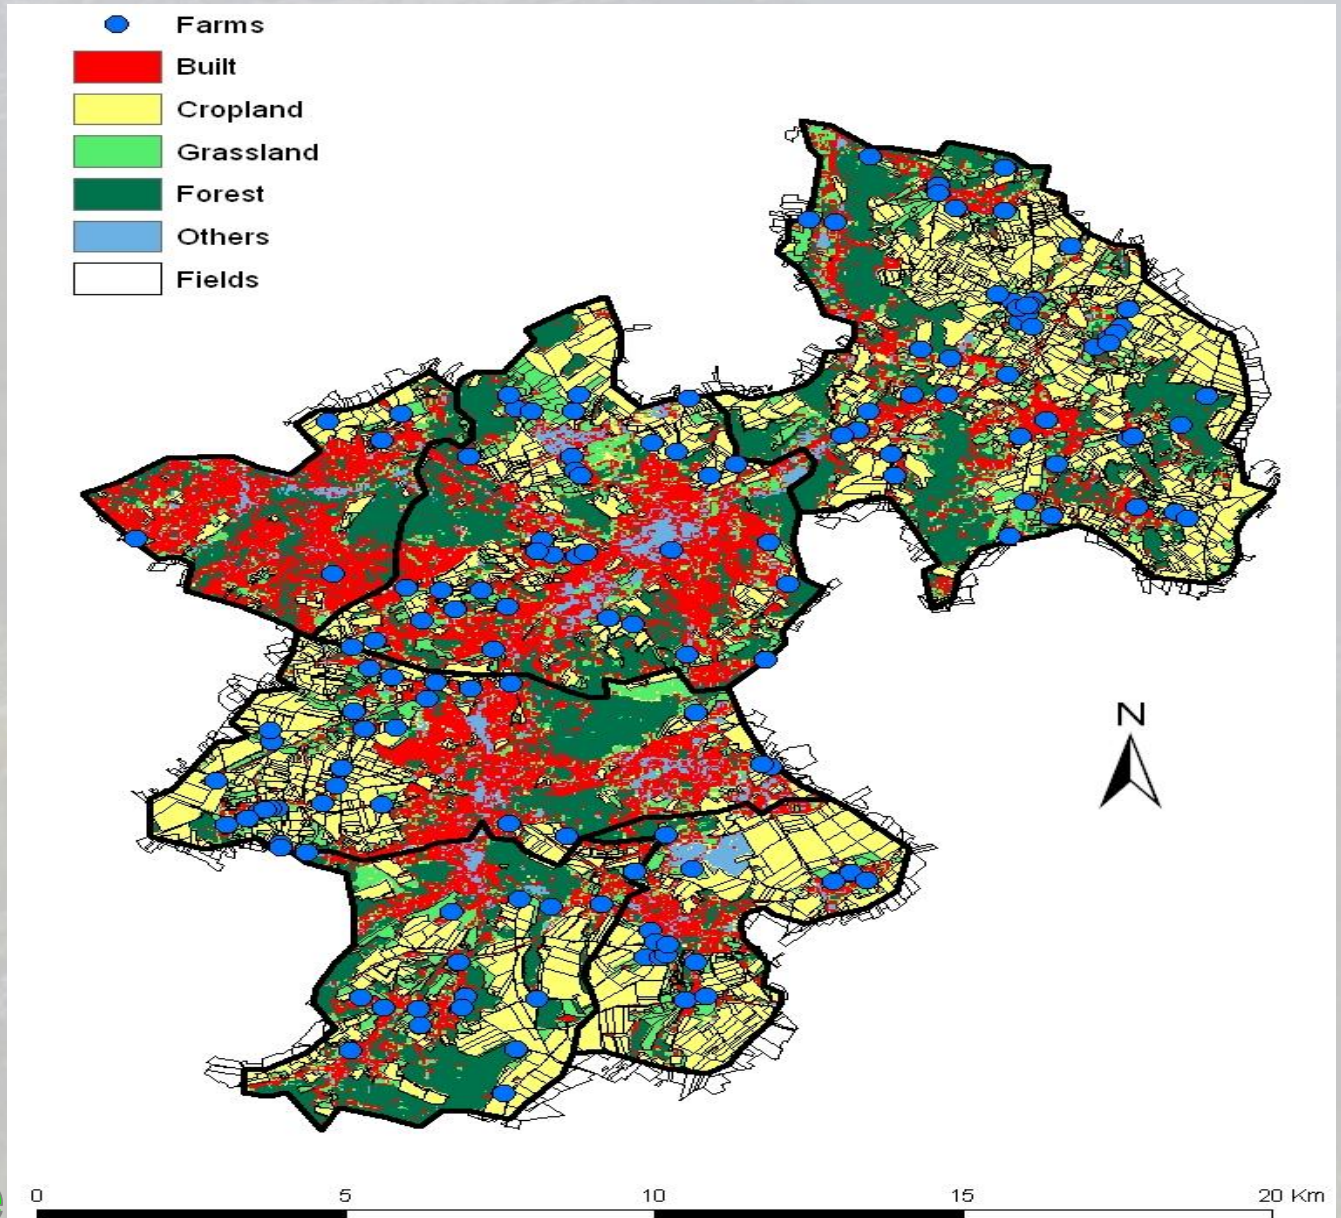 Farms
Built
Cropland
Grassland
Forest
Others
Fields
N
e
0 5 10 15 20 Km